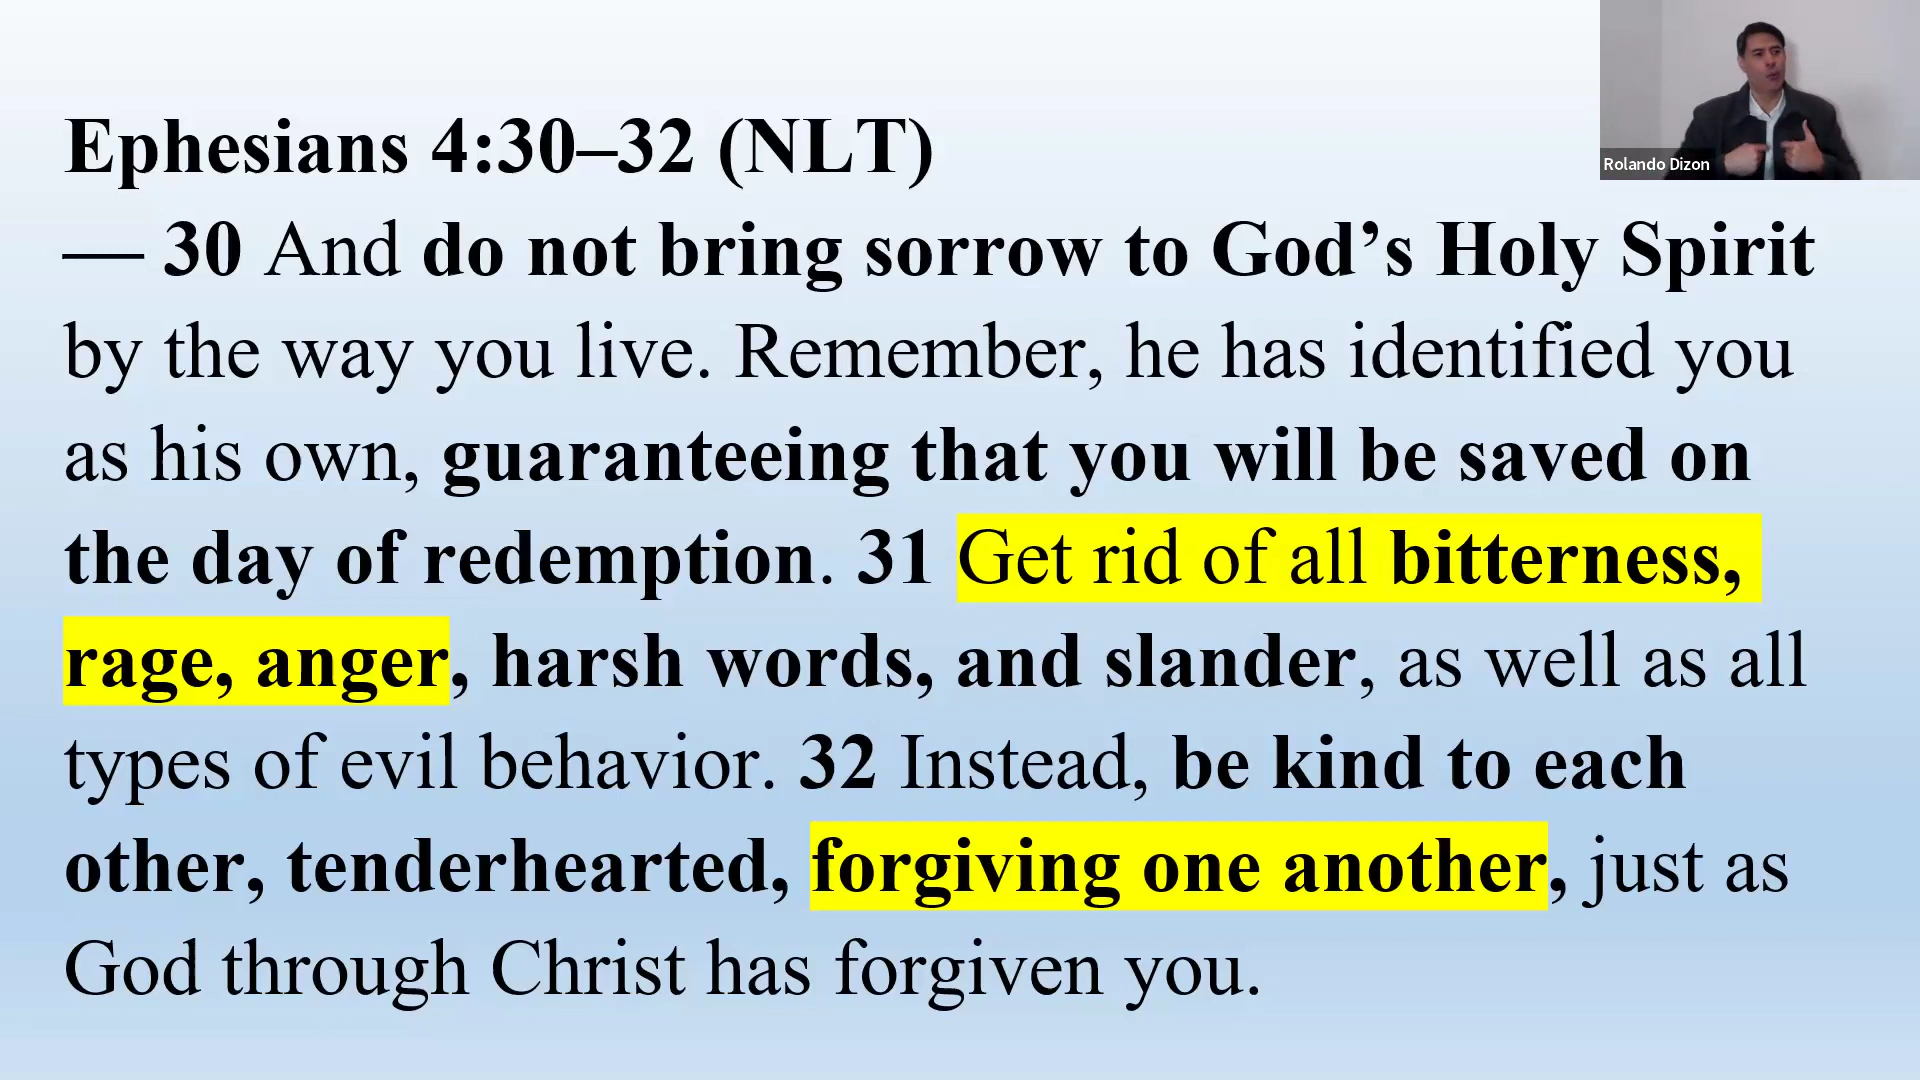 Ephesians 4:30–32 (NLT)
Rolando Dizon
— 30 And do not bring sorrow to God’s Holy Spirit
by the way you live. Remember, he has identified you
as his own, guaranteeing that you will be saved on
the day of redemption. 31 Get rid of all bitterness,
rage, anger, harsh words, and slander, as well as all
types of evil behavior. 32 Instead, be kind to each
other, tenderhearted, forgiving one another, just as
God through Christ has forgiven you.